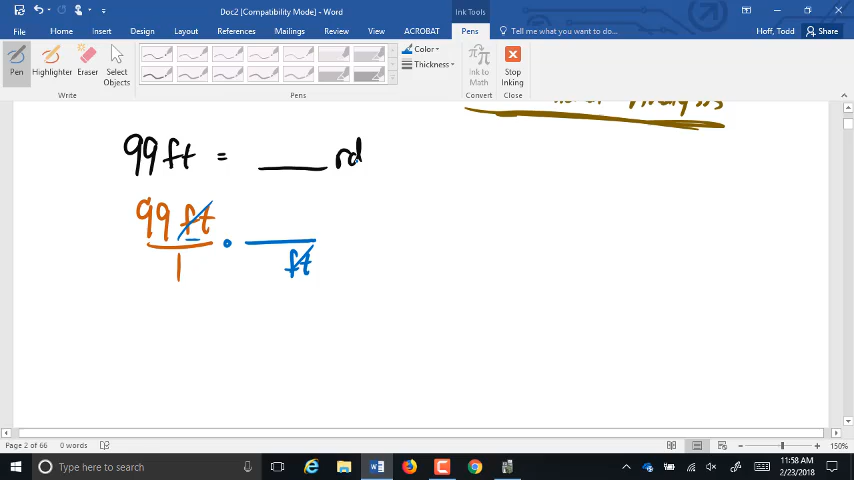 Doc2 [Compatibility Mode] - Word
Ink Tools
Hoff, Todd
File Home Insert Design Layout References Mailings Review View ACROBAT Pens Tell me what you want to do... Share
Pen Highlighter Eraser Select Objects
Color
Thickness
Ink to Math
Stop Inking
Write Pens Convert Close
Analysis
99 ft = ____ rd
99 ft
1
ft
Page 2 of 66 0 words 150%
Type here to search
11:58 AM
2/23/2018